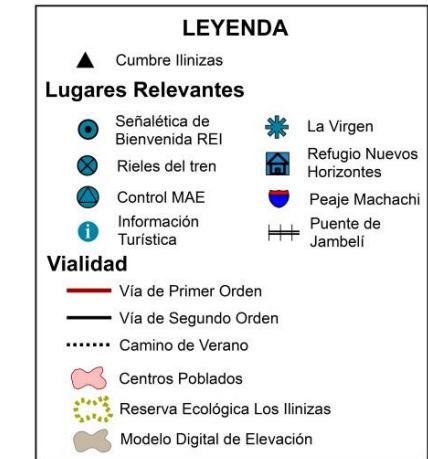 LEYENDA
Cumbre Ilinizas
Lugares Relevantes
Señalética de
Bienvenida REI
Rieles del tren
Control MAE
Información
Turística
La Virgen
Refugio Nuevos
Horizontes
Peaje Machachi
Puente de
Jambelí
Vialidad
Vía de Primer Orden
Vía de Segundo Orden
Camino de Verano
Centros Poblados
Reserva Ecológica Los Ilinizas
Modelo Digital de Elevación